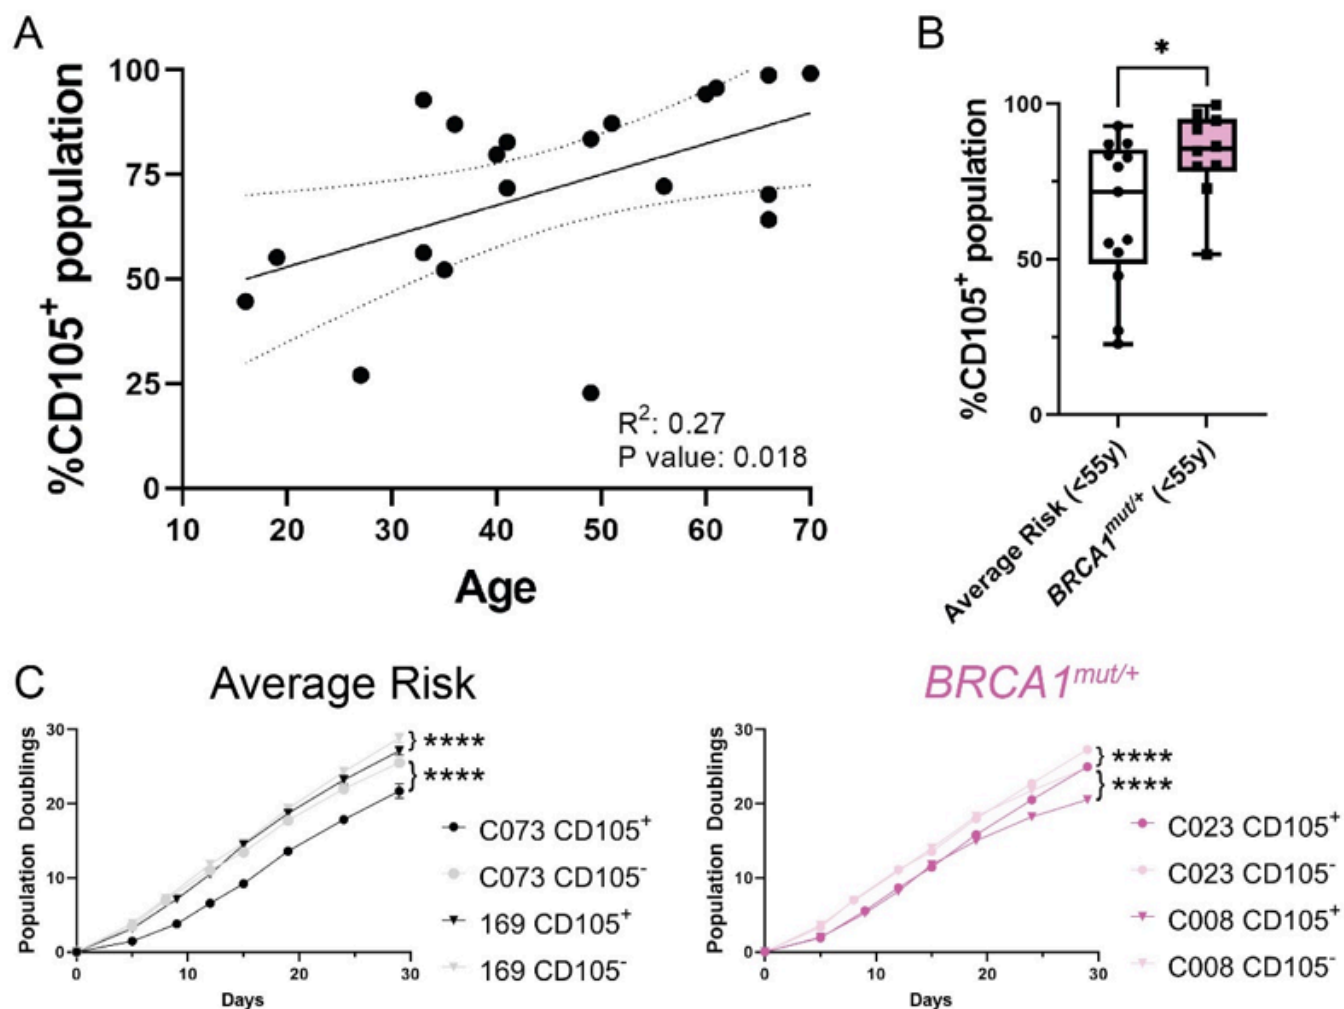 A
%CD105⁺ population
100
75
50
25
0
10 20 30 40 50 60 70
Age
R²: 0.27
P value: 0.018
B
*
%CD105⁺ population
100
50
0
Average Risk (<55y)
BRCA1ᵐᵘᵗ/⁺ (<55y)
C
Average Risk
Population Doublings
30
20
10
0
0 10 20 30
Days
****
****
C073 CD105⁺
C073 CD105⁻
169 CD105⁺
169 CD105⁻
BRCA1ᵐᵘᵗ/⁺
Population Doublings
30
20
10
0
0 10 20 30
Days
****
****
C023 CD105⁺
C023 CD105⁻
C008 CD105⁺
C008 CD105⁻